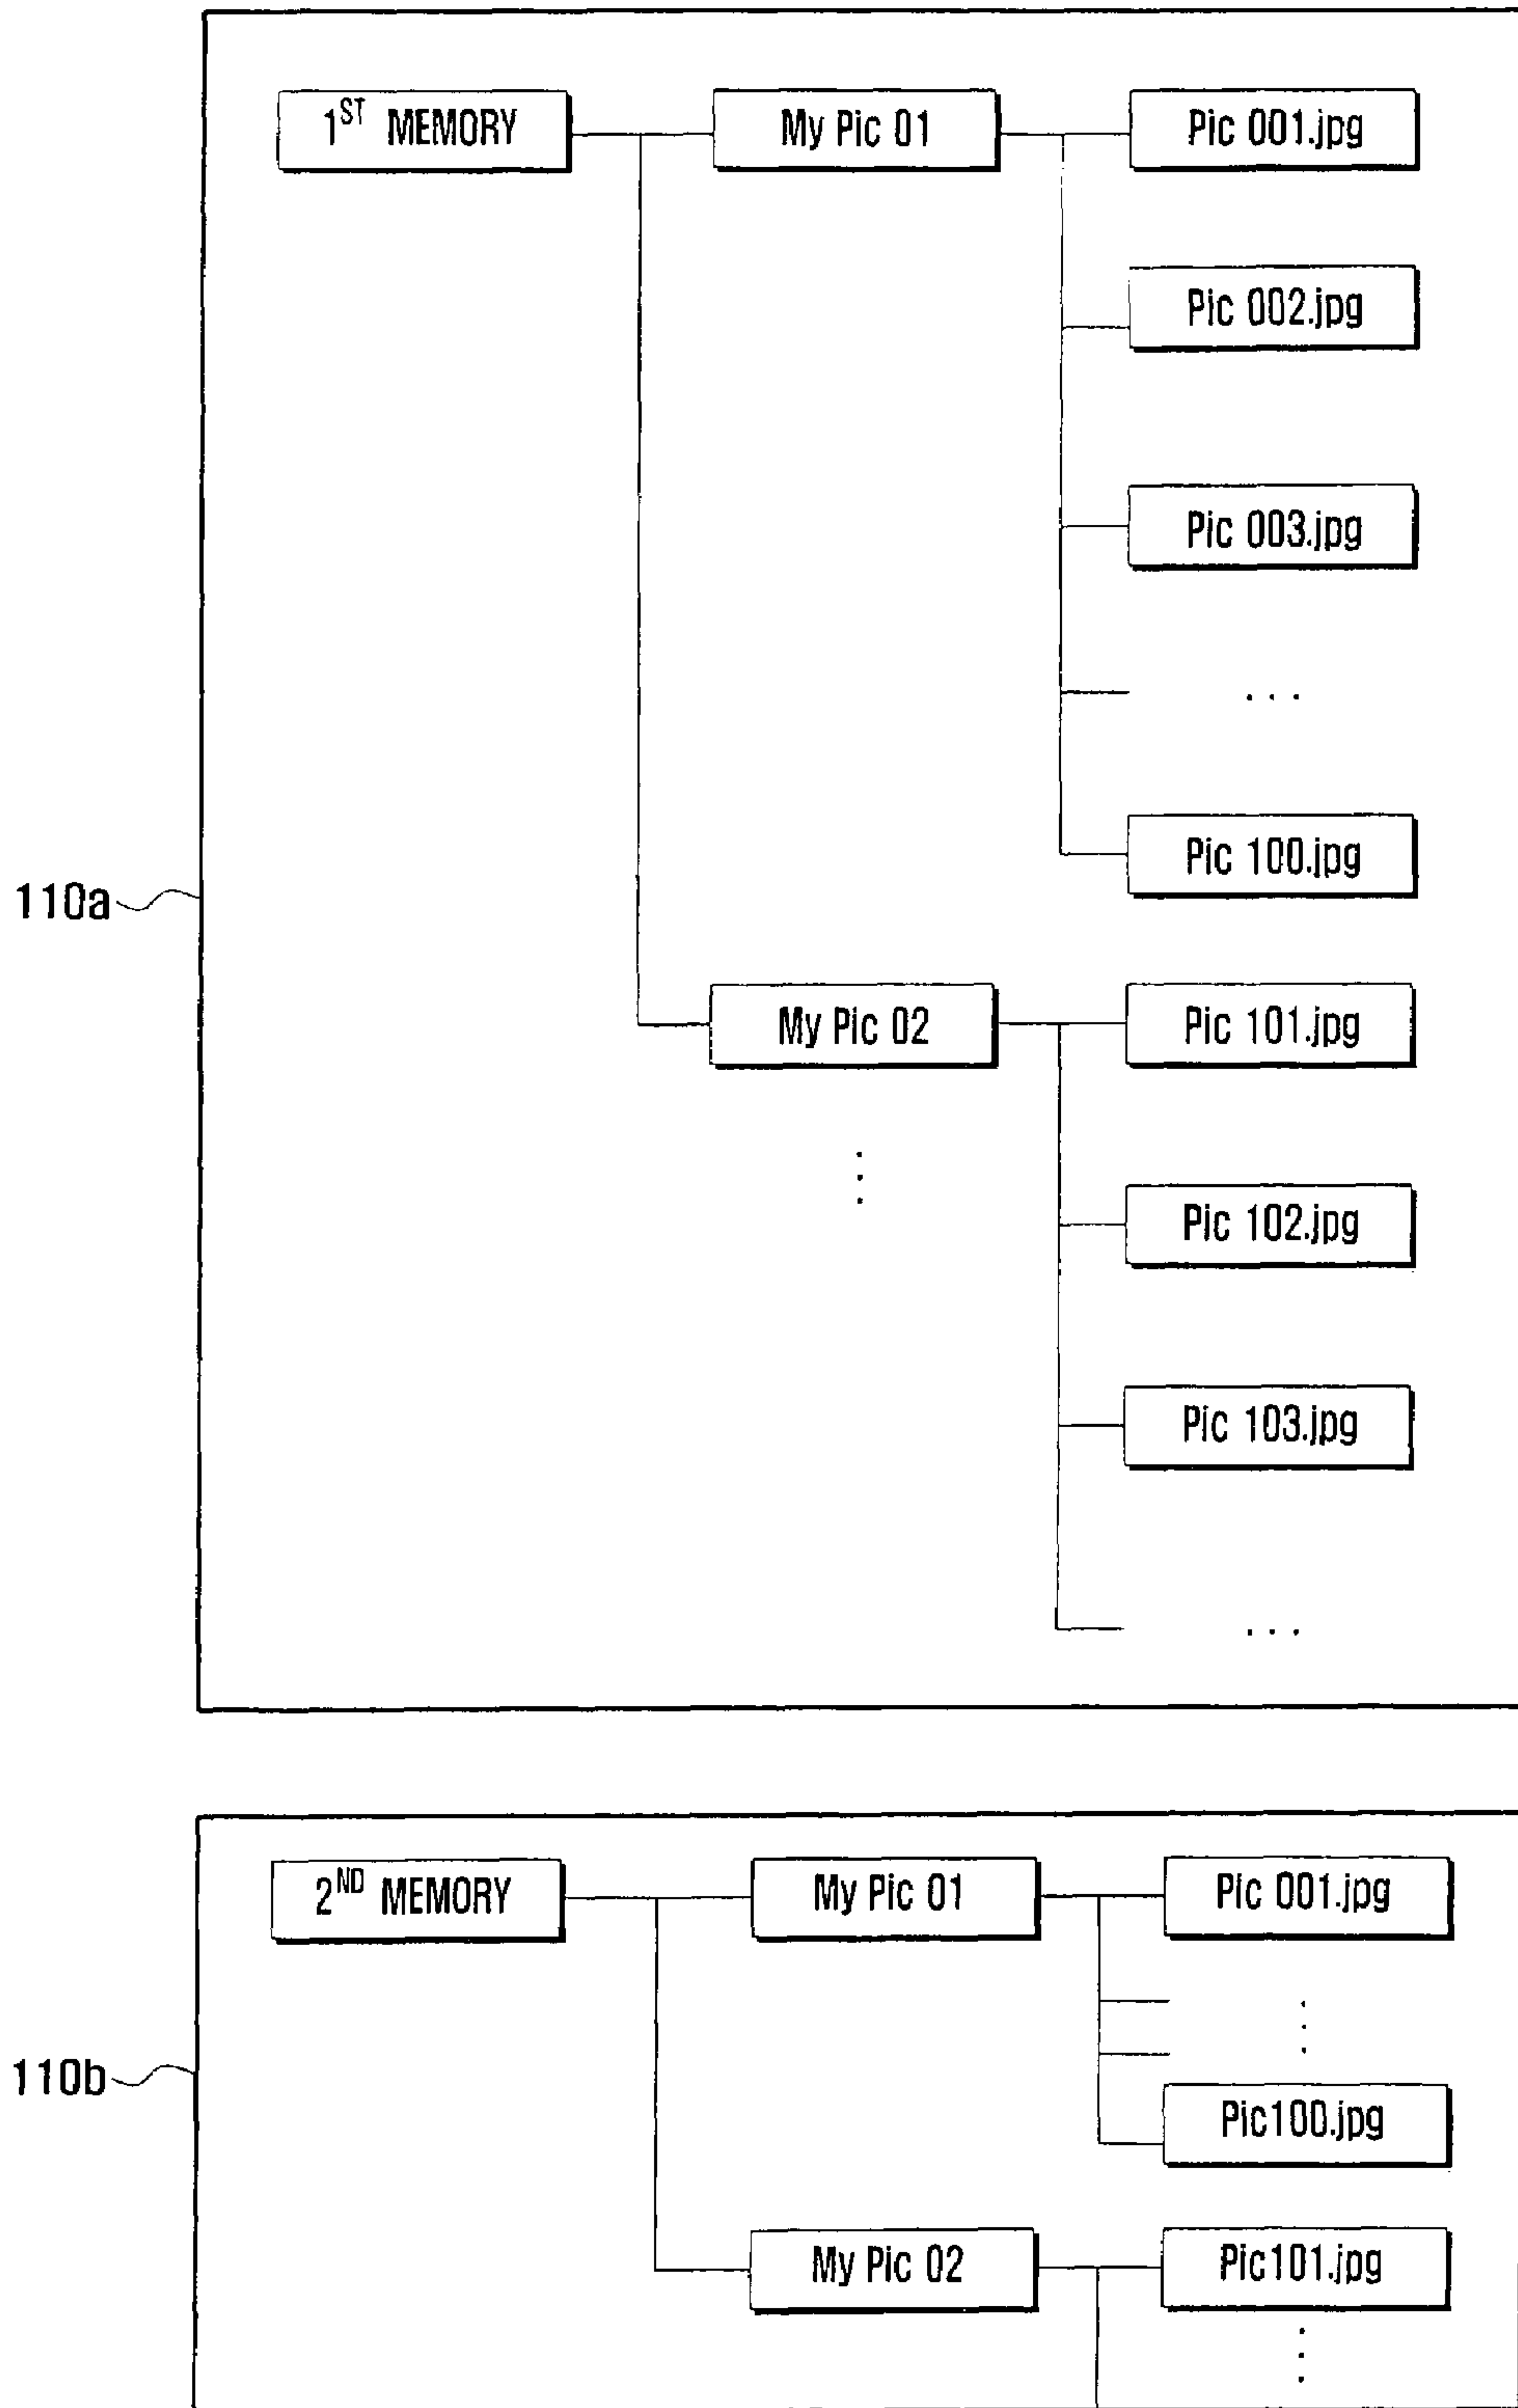 1ST MEMORY
My Pic 01
Pic 001.jpg
Pic 002.jpg
Pic 003.jpg
...
Pic 100.jpg
110a
My Pic 02
Pic 101.jpg
Pic 102.jpg
Pic 103.jpg
...
2ND MEMORY
My Pic 01
Pic 001.jpg
110b
Pic100.jpg
My Pic 02
Pic101.jpg